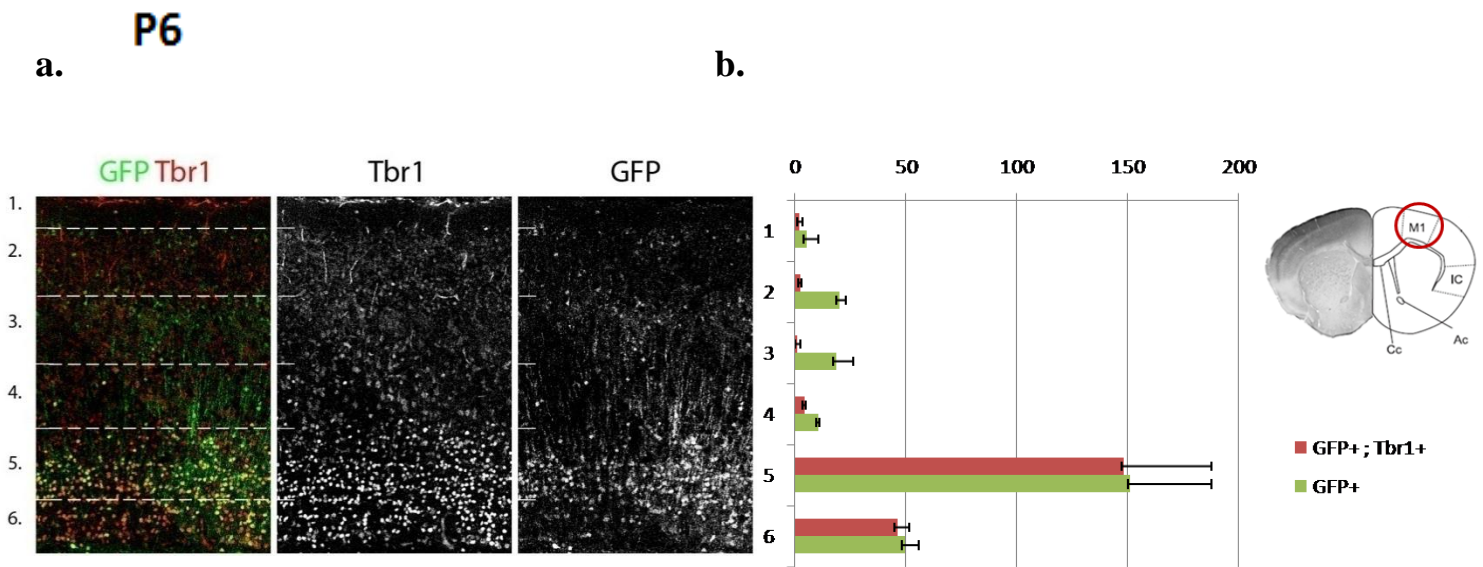 P6
a.
b.
GFP Tbr1
Tbr1
GFP
1.
2.
3.
4.
5.
6.
0 50 100 150 200
1
2
3
4
5
6
M1
IC
Ac
Cc
GFP+ ; Tbr1+
GFP+